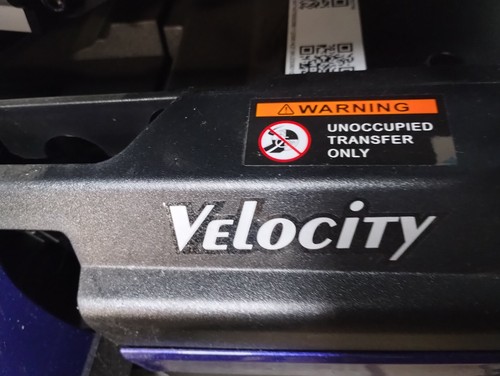 WARNING
UNOCCUPIED
TRANSFER
ONLY
VELOCITY